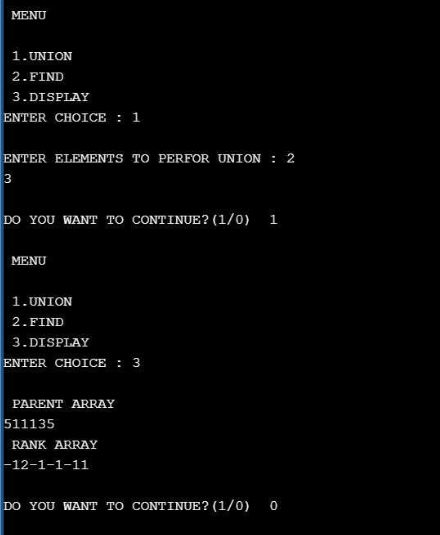 MENU
1.UNION
2.FIND
3.DISPLAY
ENTER CHOICE : 1
ENTER ELEMENTS TO PERFOR UNION : 2
3
DO YOU WANT TO CONTINUE?(1/0) 1
MENU
1.UNION
2.FIND
3.DISPLAY
ENTER CHOICE : 3
PARENT ARRAY
511135
RANK ARRAY
-12-1-1-11
DO YOU WANT TO CONTINUE?(1/0) 0